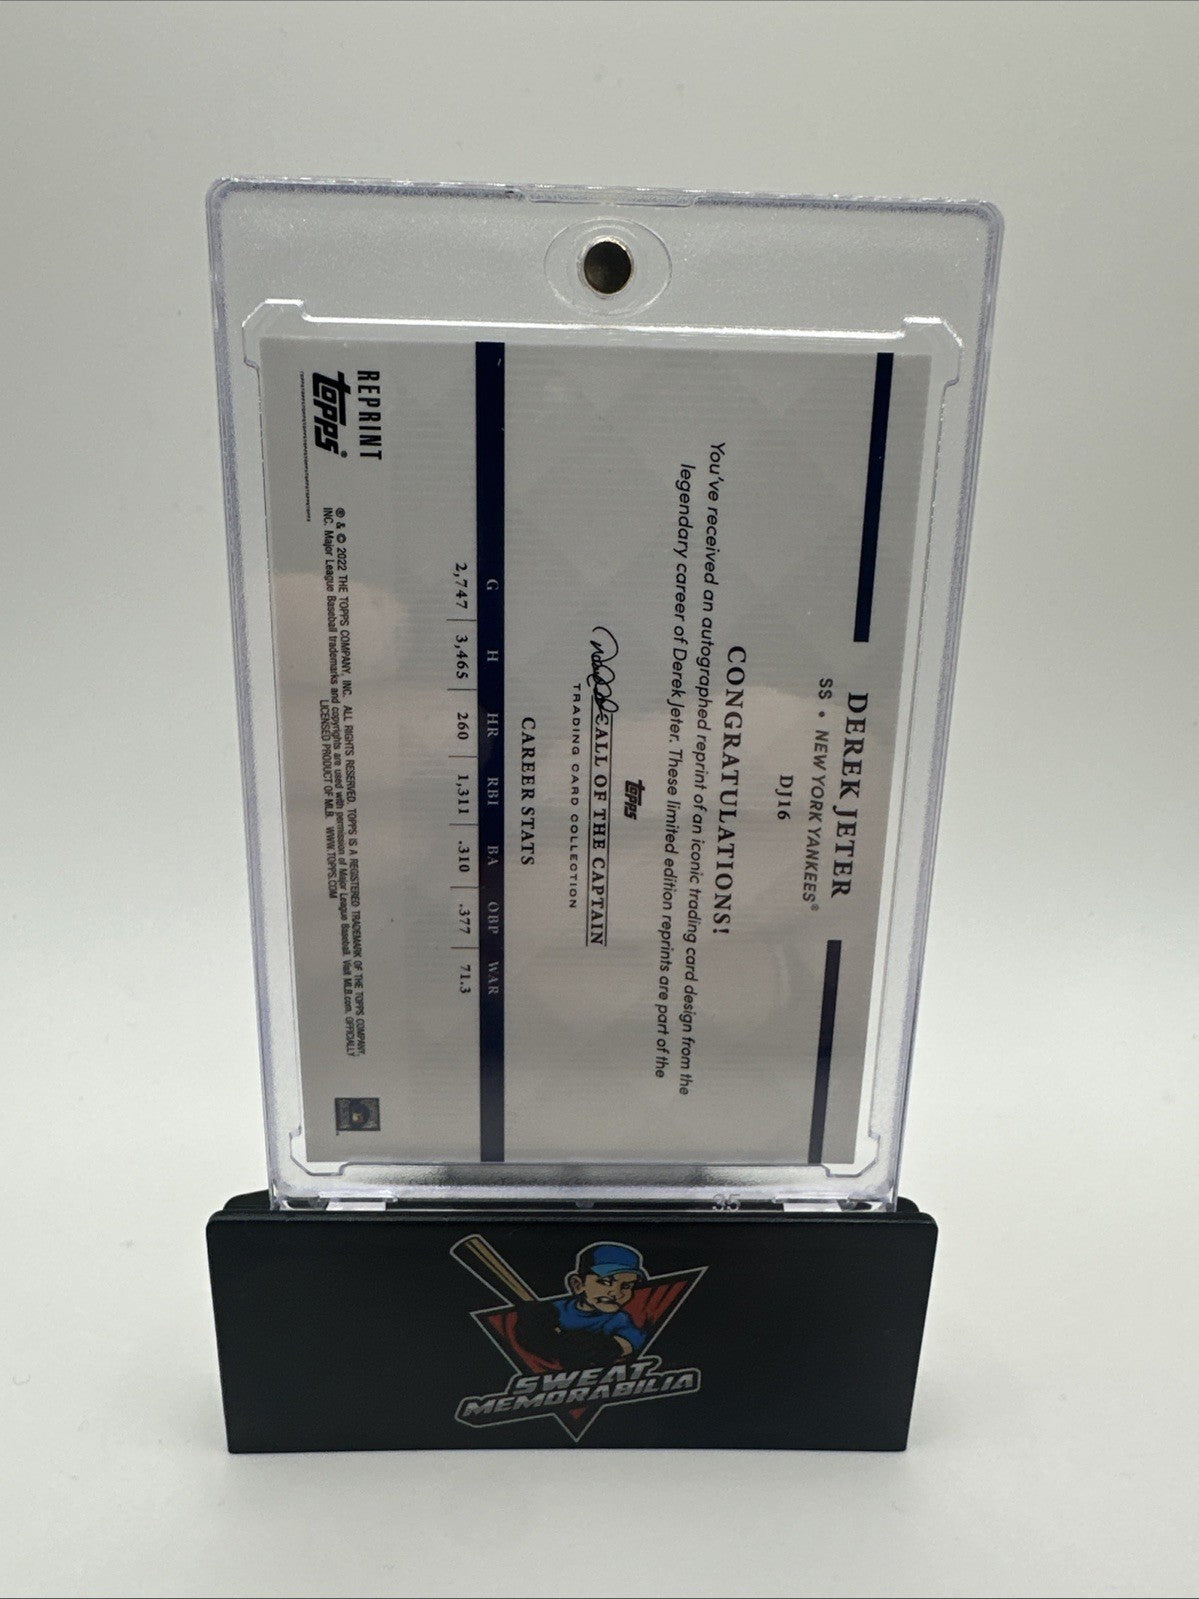 DEREK JETER
SS • NEW YORK YANKEES®
DJ16
CONGRATULATIONS!
You've received an autographed reprint of an iconic trading card design from the
legendary career of Derek Jeter. These limited edition reprints are part of the
topps
EAL OF THE CAPTAIN
TRADING CARD COLLECTION
CAREER STATS
G H HR RBI BA OBP WAR
2,747 3,465 260 1,311 .310 .377 71.3
REPRINT
topps®
® & © 2022 THE TOPPS COMPANY, INC. ALL RIGHTS RESERVED. TOPPS IS A REGISTERED TRADEMARK OF THE TOPPS COMPANY,
INC. Major League Baseball trademarks and copyrights are used with permission of Major League Baseball. Visit MLB.com. OFFICIALLY
LICENSED PRODUCT OF MLB. WWW.TOPPS.COM
35
SWEAT
MEMORABILIA